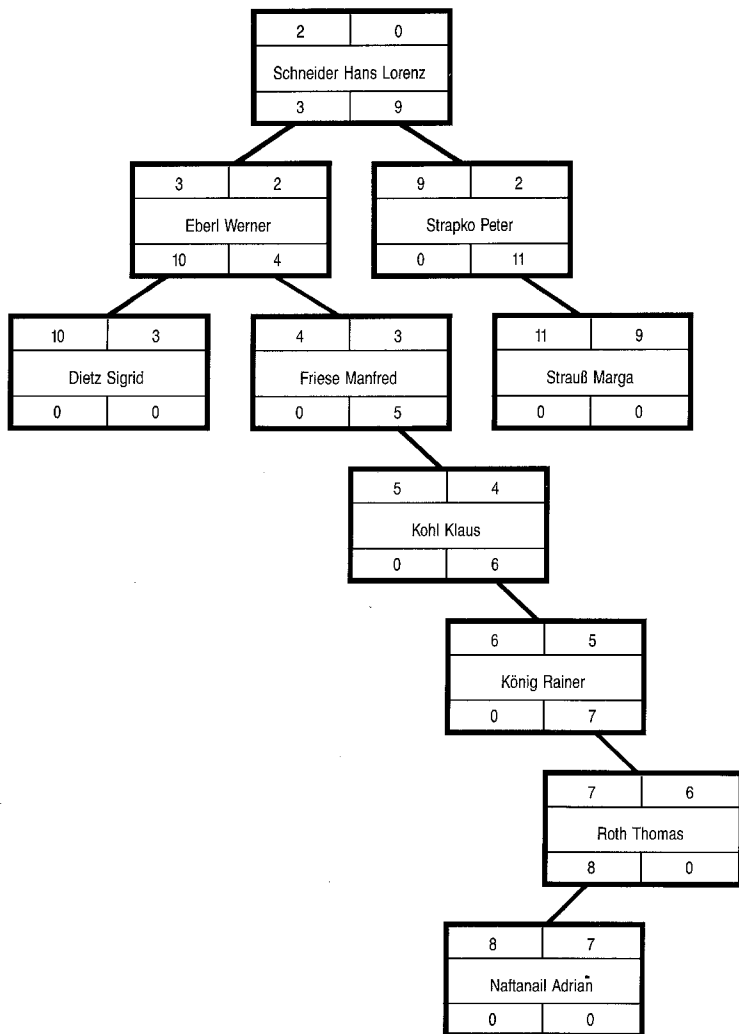 2 0
Schneider Hans Lorenz
3 9
3 2
Eberl Werner
10 4
9 2
Strapko Peter
0 11
10 3
Dietz Sigrid
0 0
4 3
Friese Manfred
0 5
11 9
Strauß Marga
0 0
5 4
Kohl Klaus
0 6
6 5
König Rainer
0 7
7 6
Roth Thomas
8 0
8 7
Naftanail Adrian
0 0